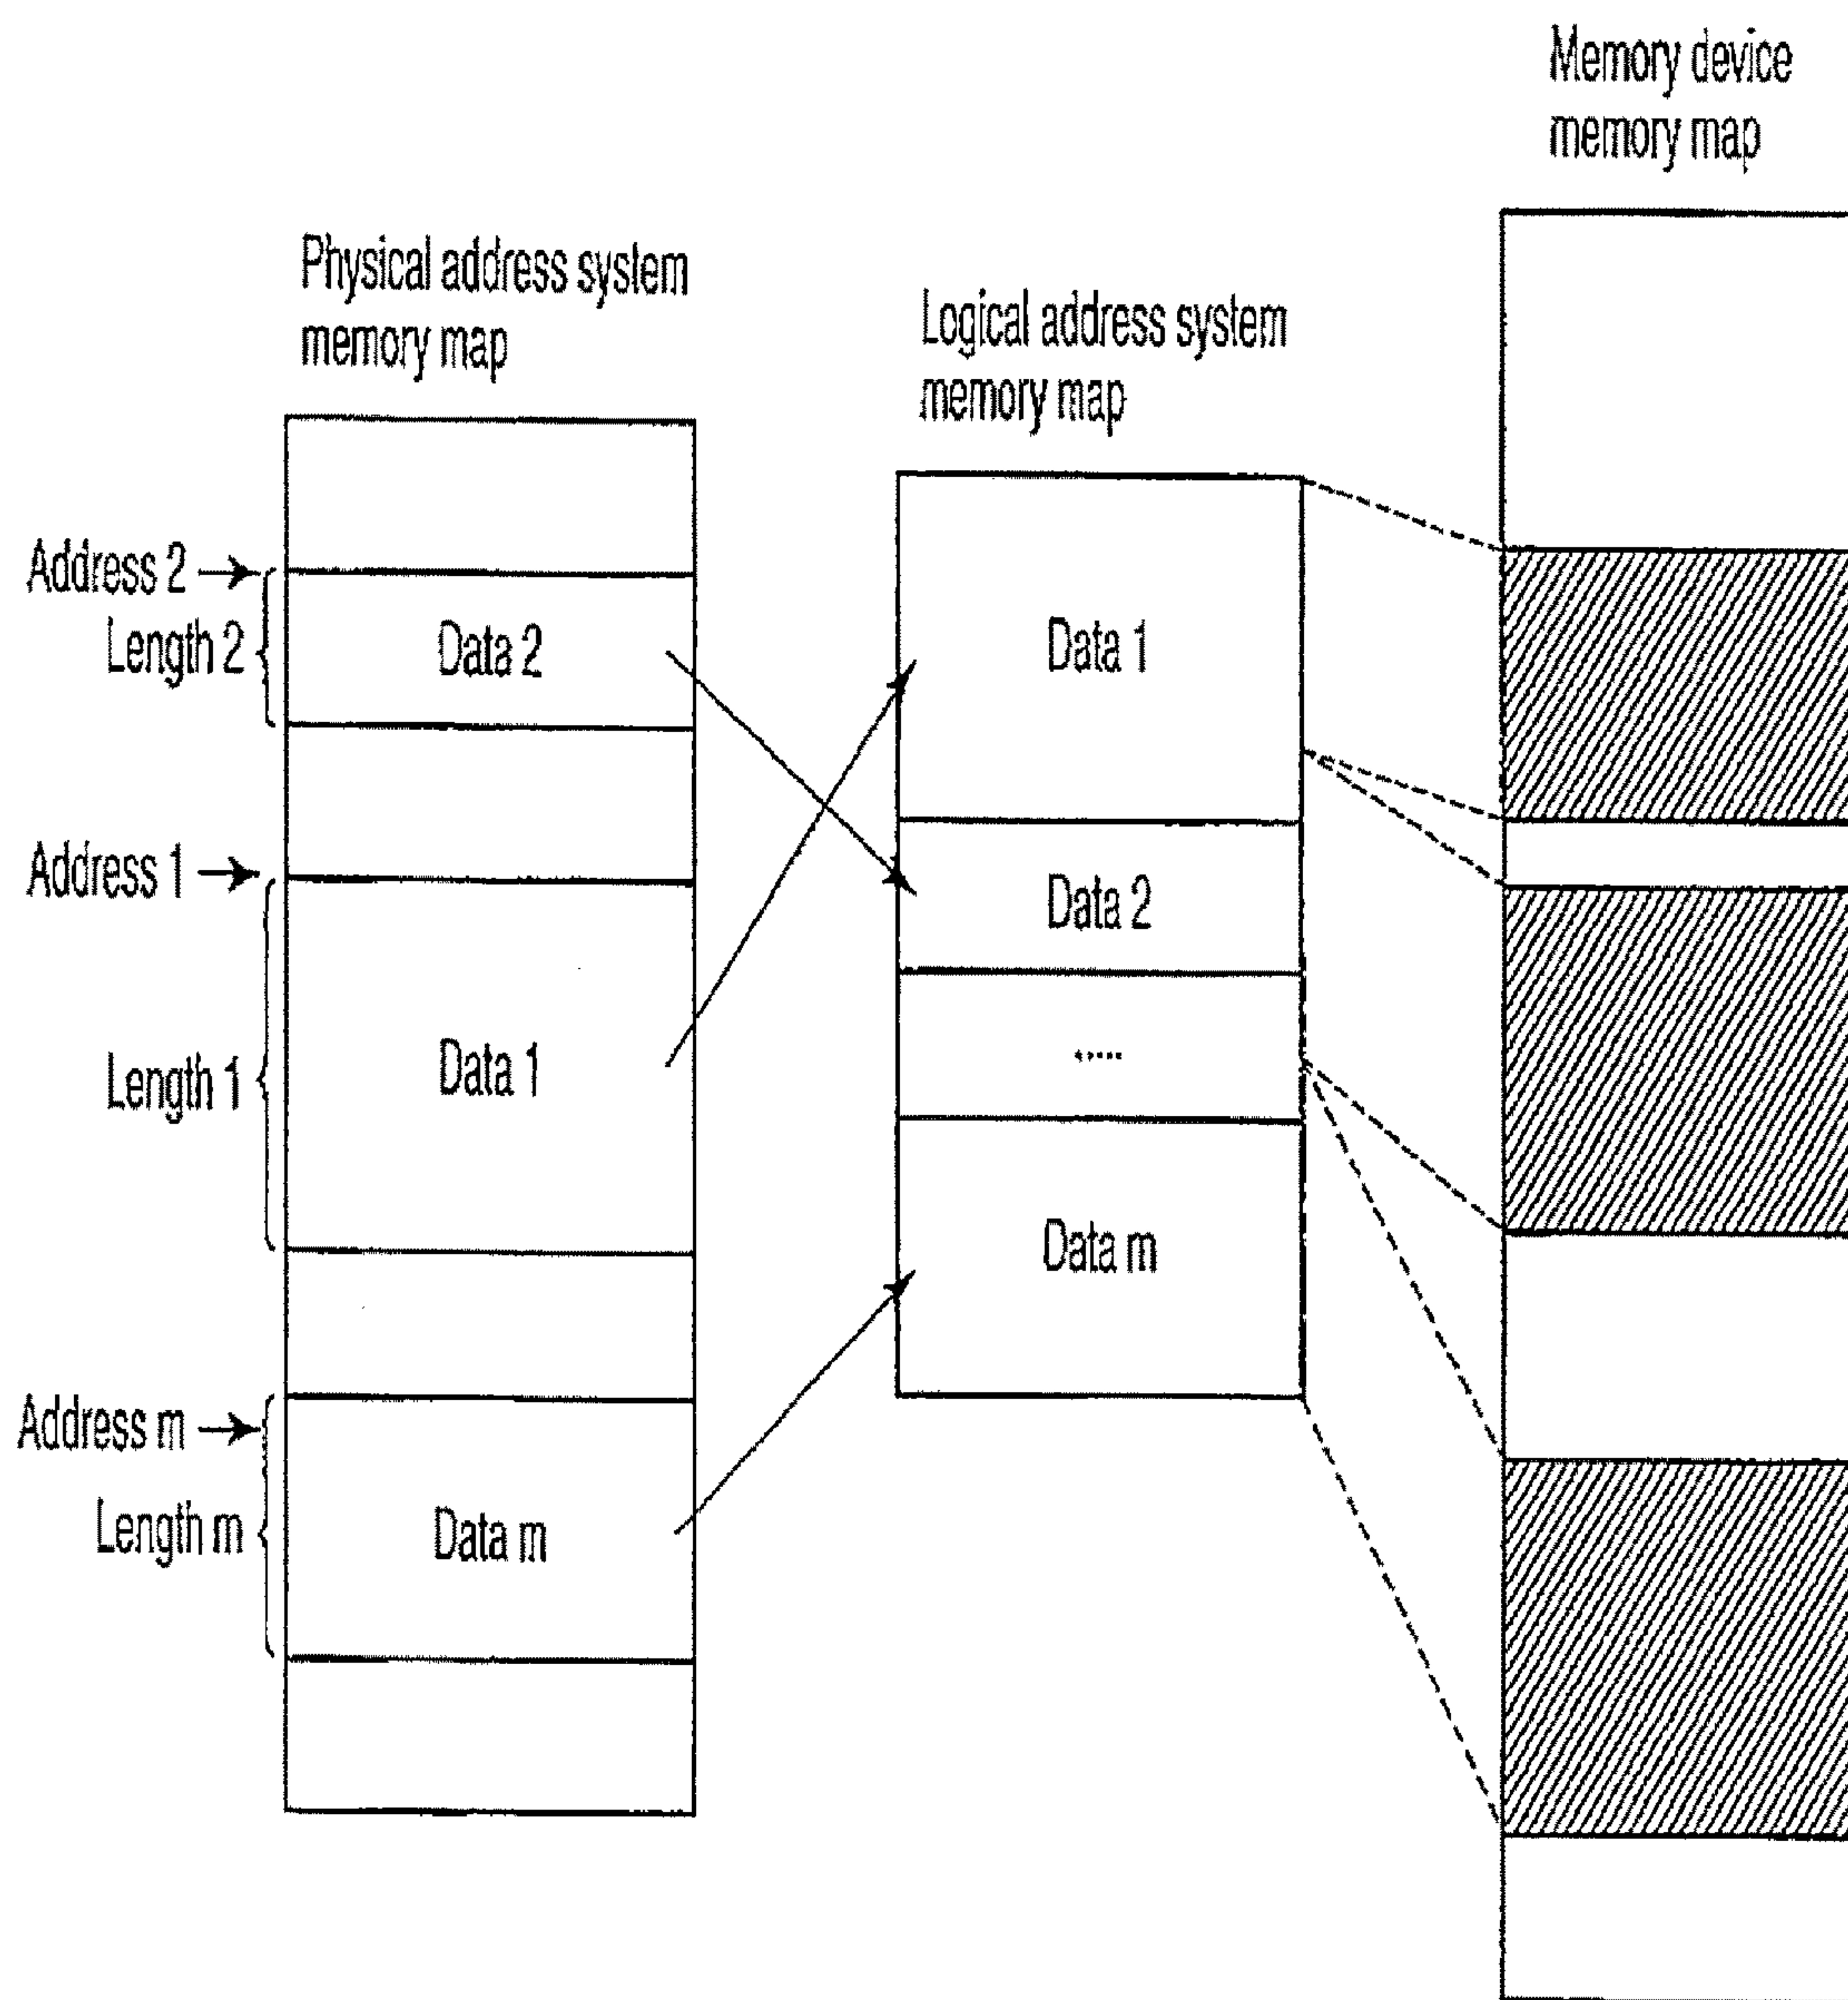 Memory device
memory map
Physical address system
memory map
Logical address system
memory map
Address 2
Length 2
Data 2
Address 1
Length 1
Data 1
Address m
Length m
Data m
Data 1
Data 2
.....
Data m